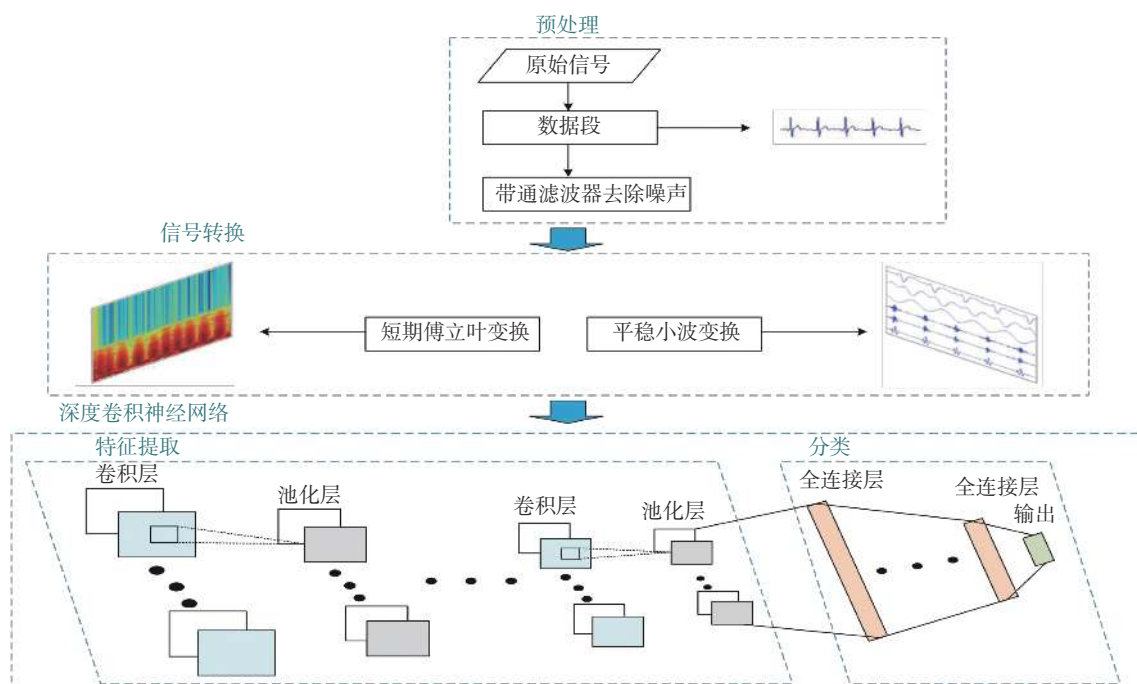 预处理
原始信号
数据段
带通滤波器去除噪声
信号转换
短期傅立叶变换
平稳小波变换
深度卷积神经网络
特征提取
分类
卷积层
池化层
卷积层
池化层
全连接层
全连接层
输出